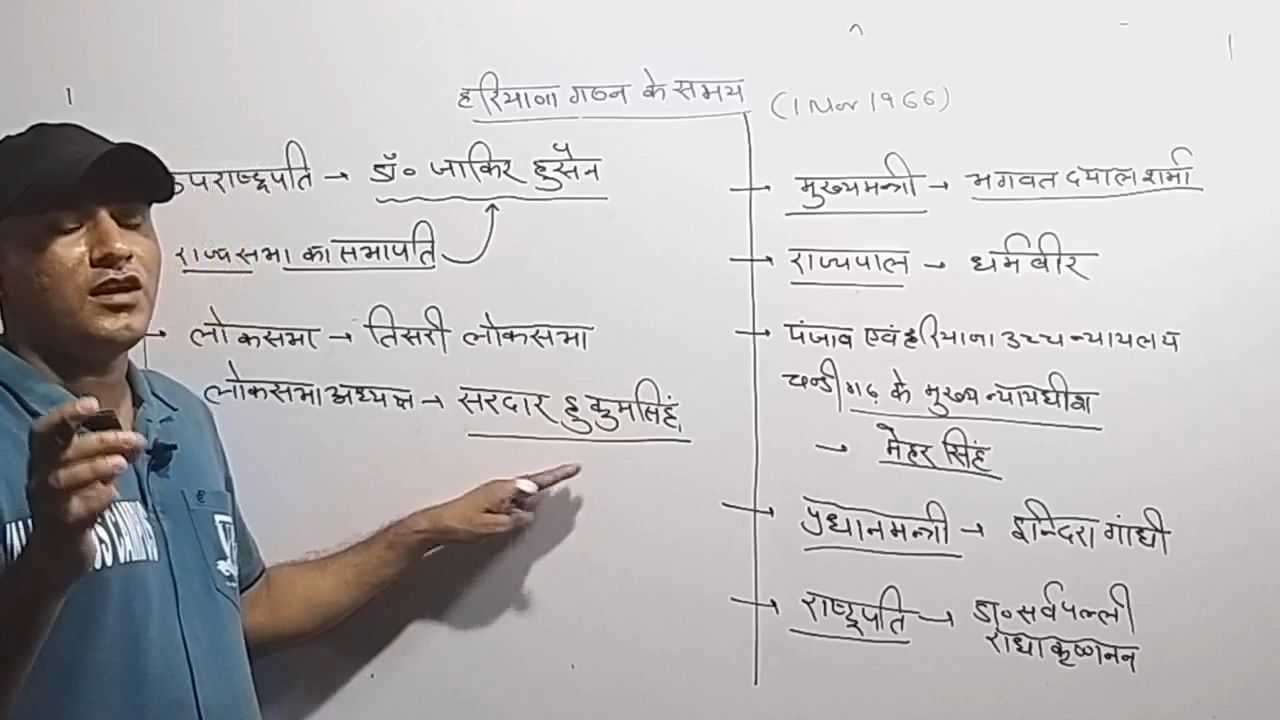 हरियाणा गठन के समय (1 Nov 1966)
उपराष्ट्रपति → डॉ० जाकिर हुसैन
राज्यसभा का सभापति
लोकसभा → तिसरी लोकसभा
लोकसभा अध्यक्ष → सरदार हुकुमसिंह
→ मुख्यमन्त्री → भगवत दयाल शर्मा
→ राज्यपाल → धर्मवीर
→ पंजाब एवं हरियाणा उच्च न्यायलय
चण्डीगढ़ के मुख्य न्यायधीश
→ मेहर सिंह
→ प्रधानमन्त्री → इन्दिरा गांधी
→ राष्ट्रपति → डा० सर्वपल्ली
राधाकृष्णनन